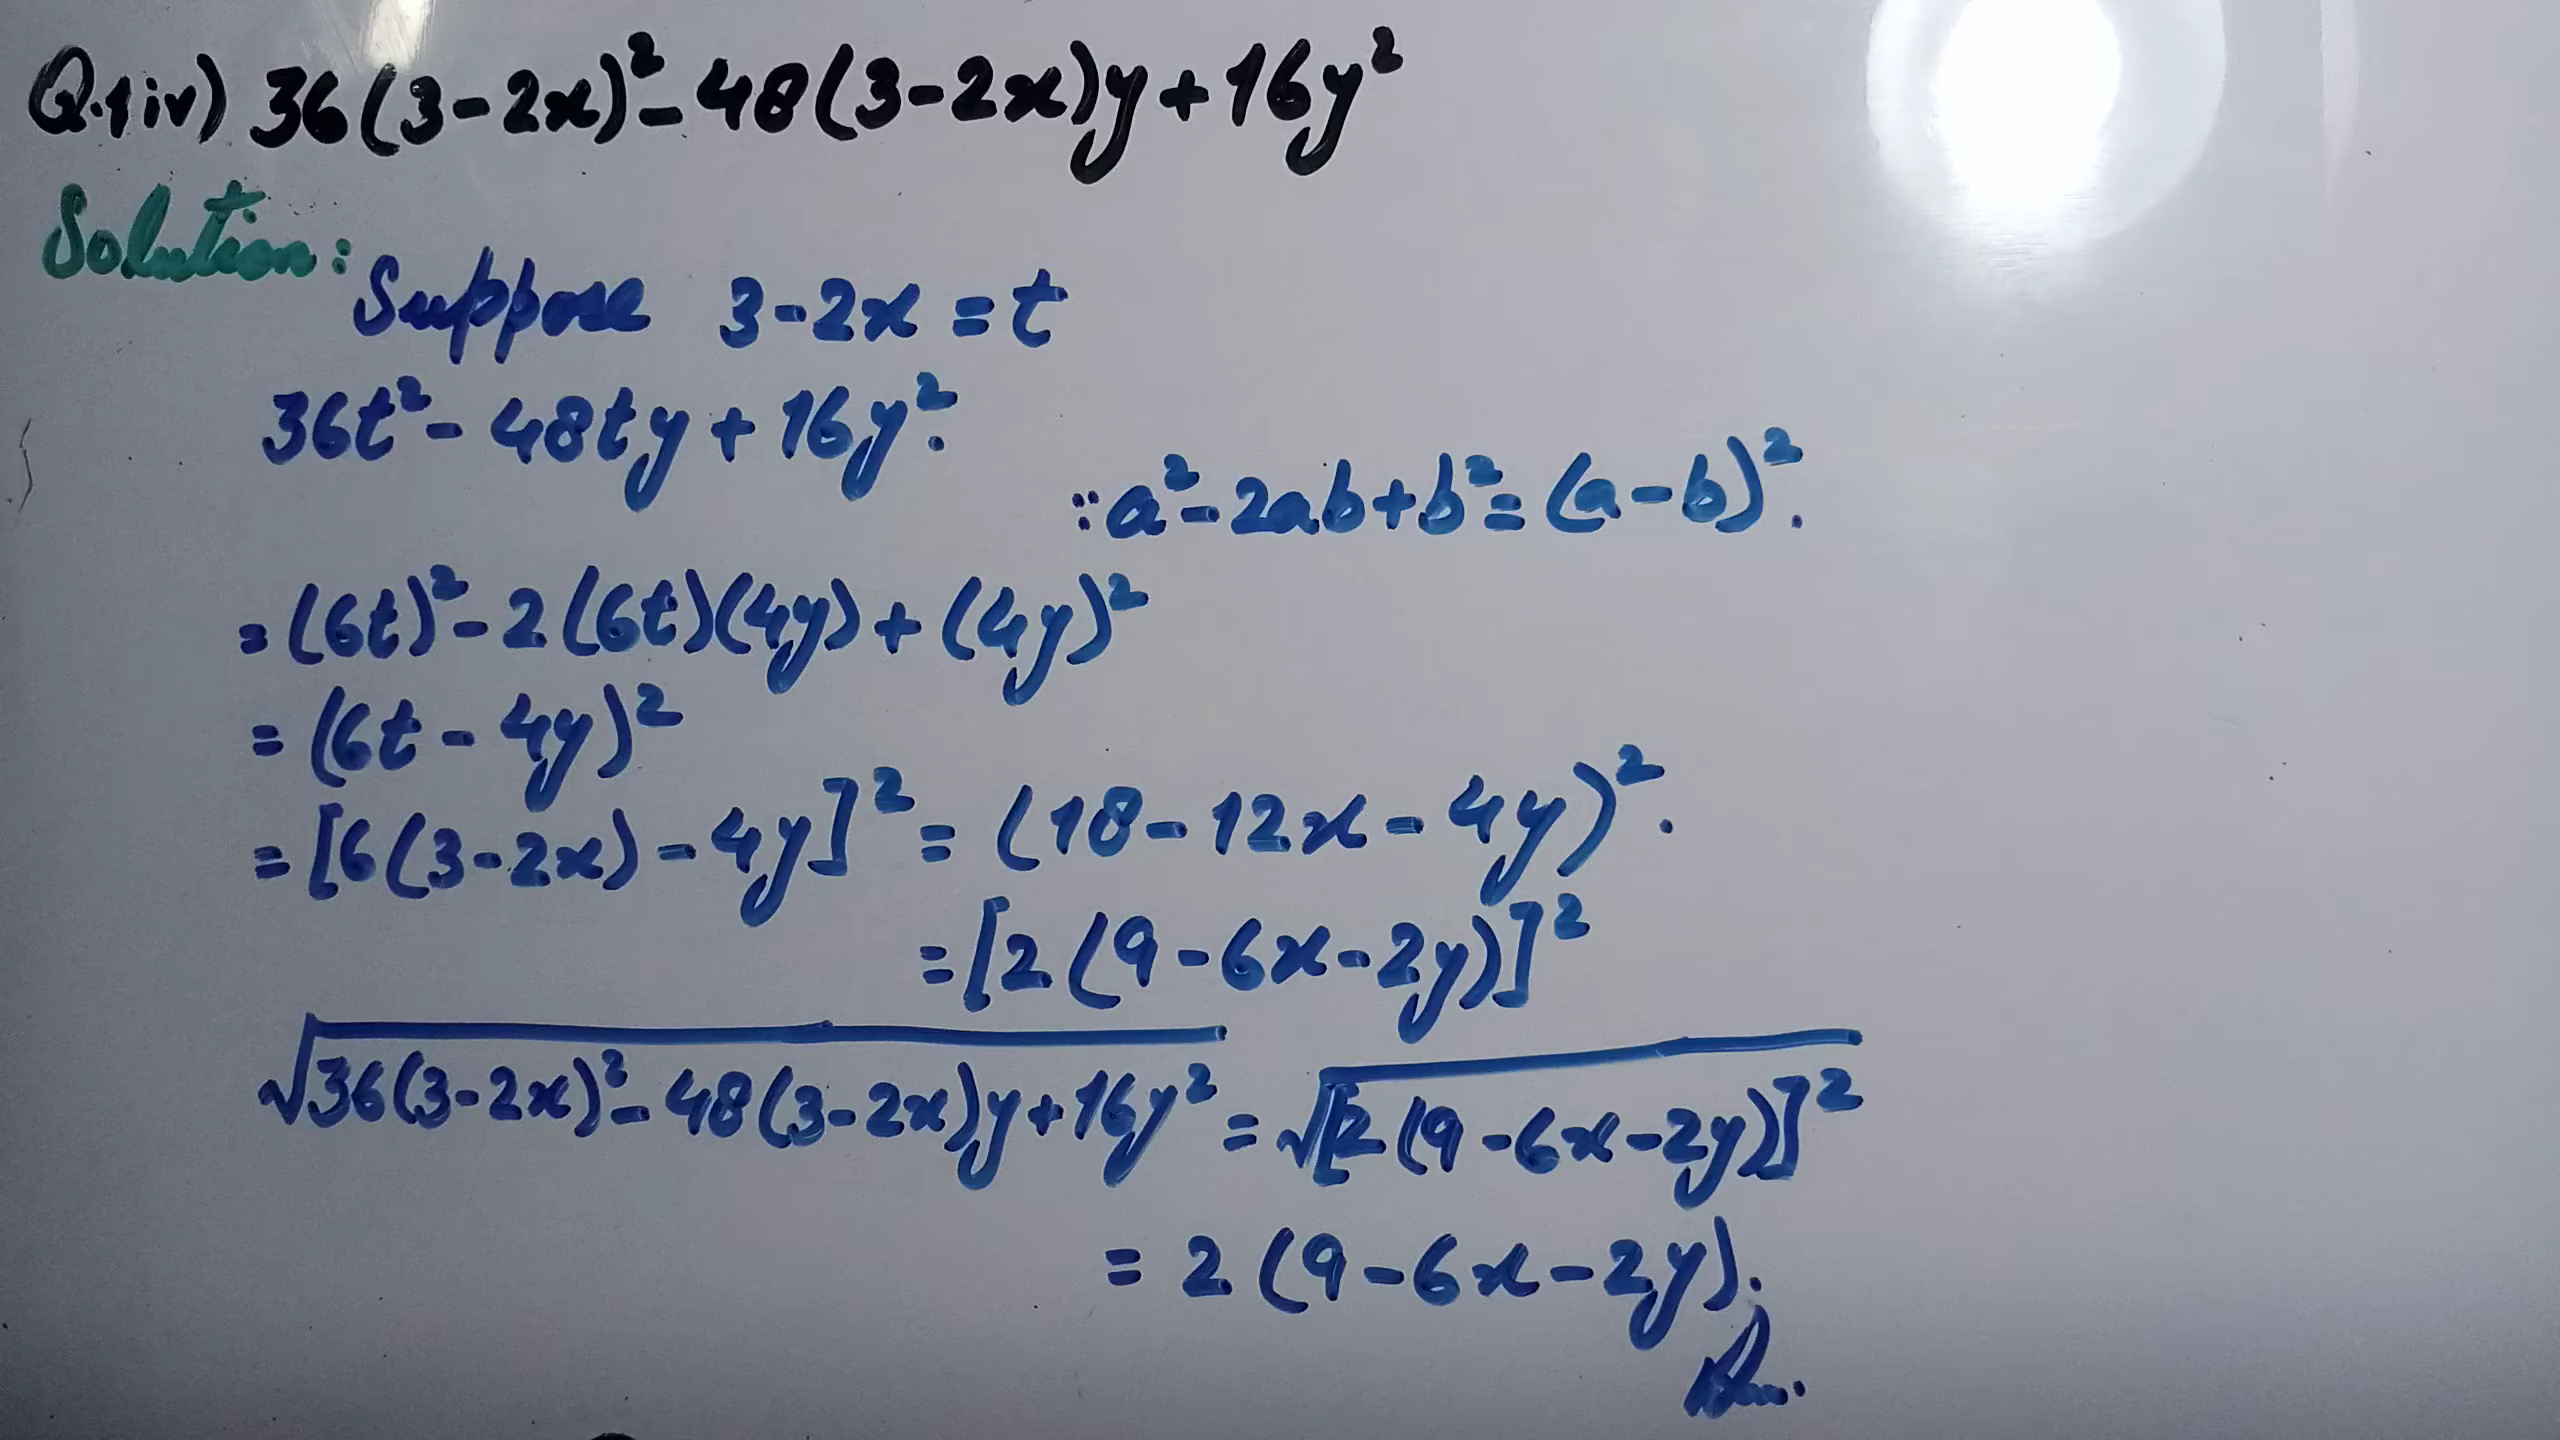 Q.1iv) 36(3-2x)²-48(3-2x)y+16y²
Solution:
Suppose 3-2x=t
36t²-48ty+16y².
∵a²-2ab+b²=(a-b)².
=(6t)²-2(6t)(4y)+(4y)²
=(6t-4y)²
=[6(3-2x)-4y]²=(18-12x-4y)².
=[2(9-6x-2y)]²
√36(3-2x)²-48(3-2x)y+16y²=√[2(9-6x-2y)]²
=2(9-6x-2y).